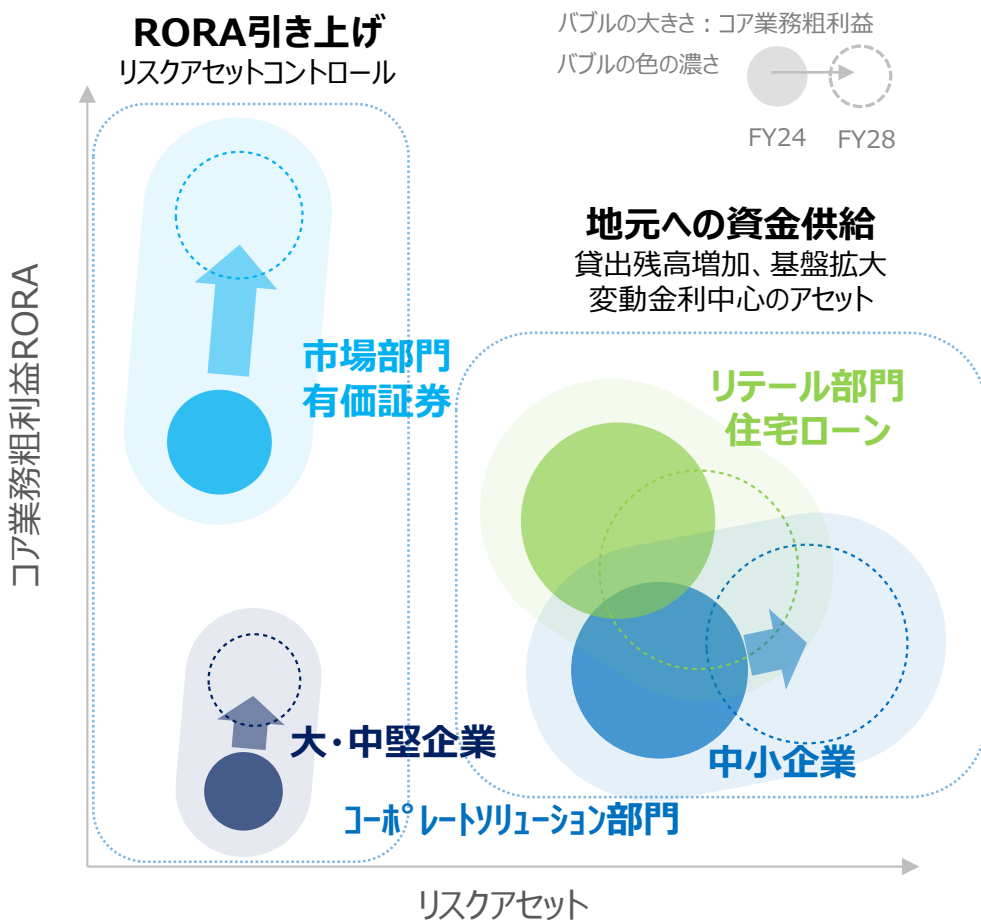 RORA引き上げ
リスクアセットコントロール
バブルの大きさ：コア業務粗利益
バブルの色の濃さ
FY24
FY28
地元への資金供給
貸出残高増加、基盤拡大
変動金利中心のアセット
コア業務粗利益RORA
市場部門
有価証券
リテール部門
住宅ローン
大・中堅企業
中小企業
コーポレートソリューション部門
リスクアセット